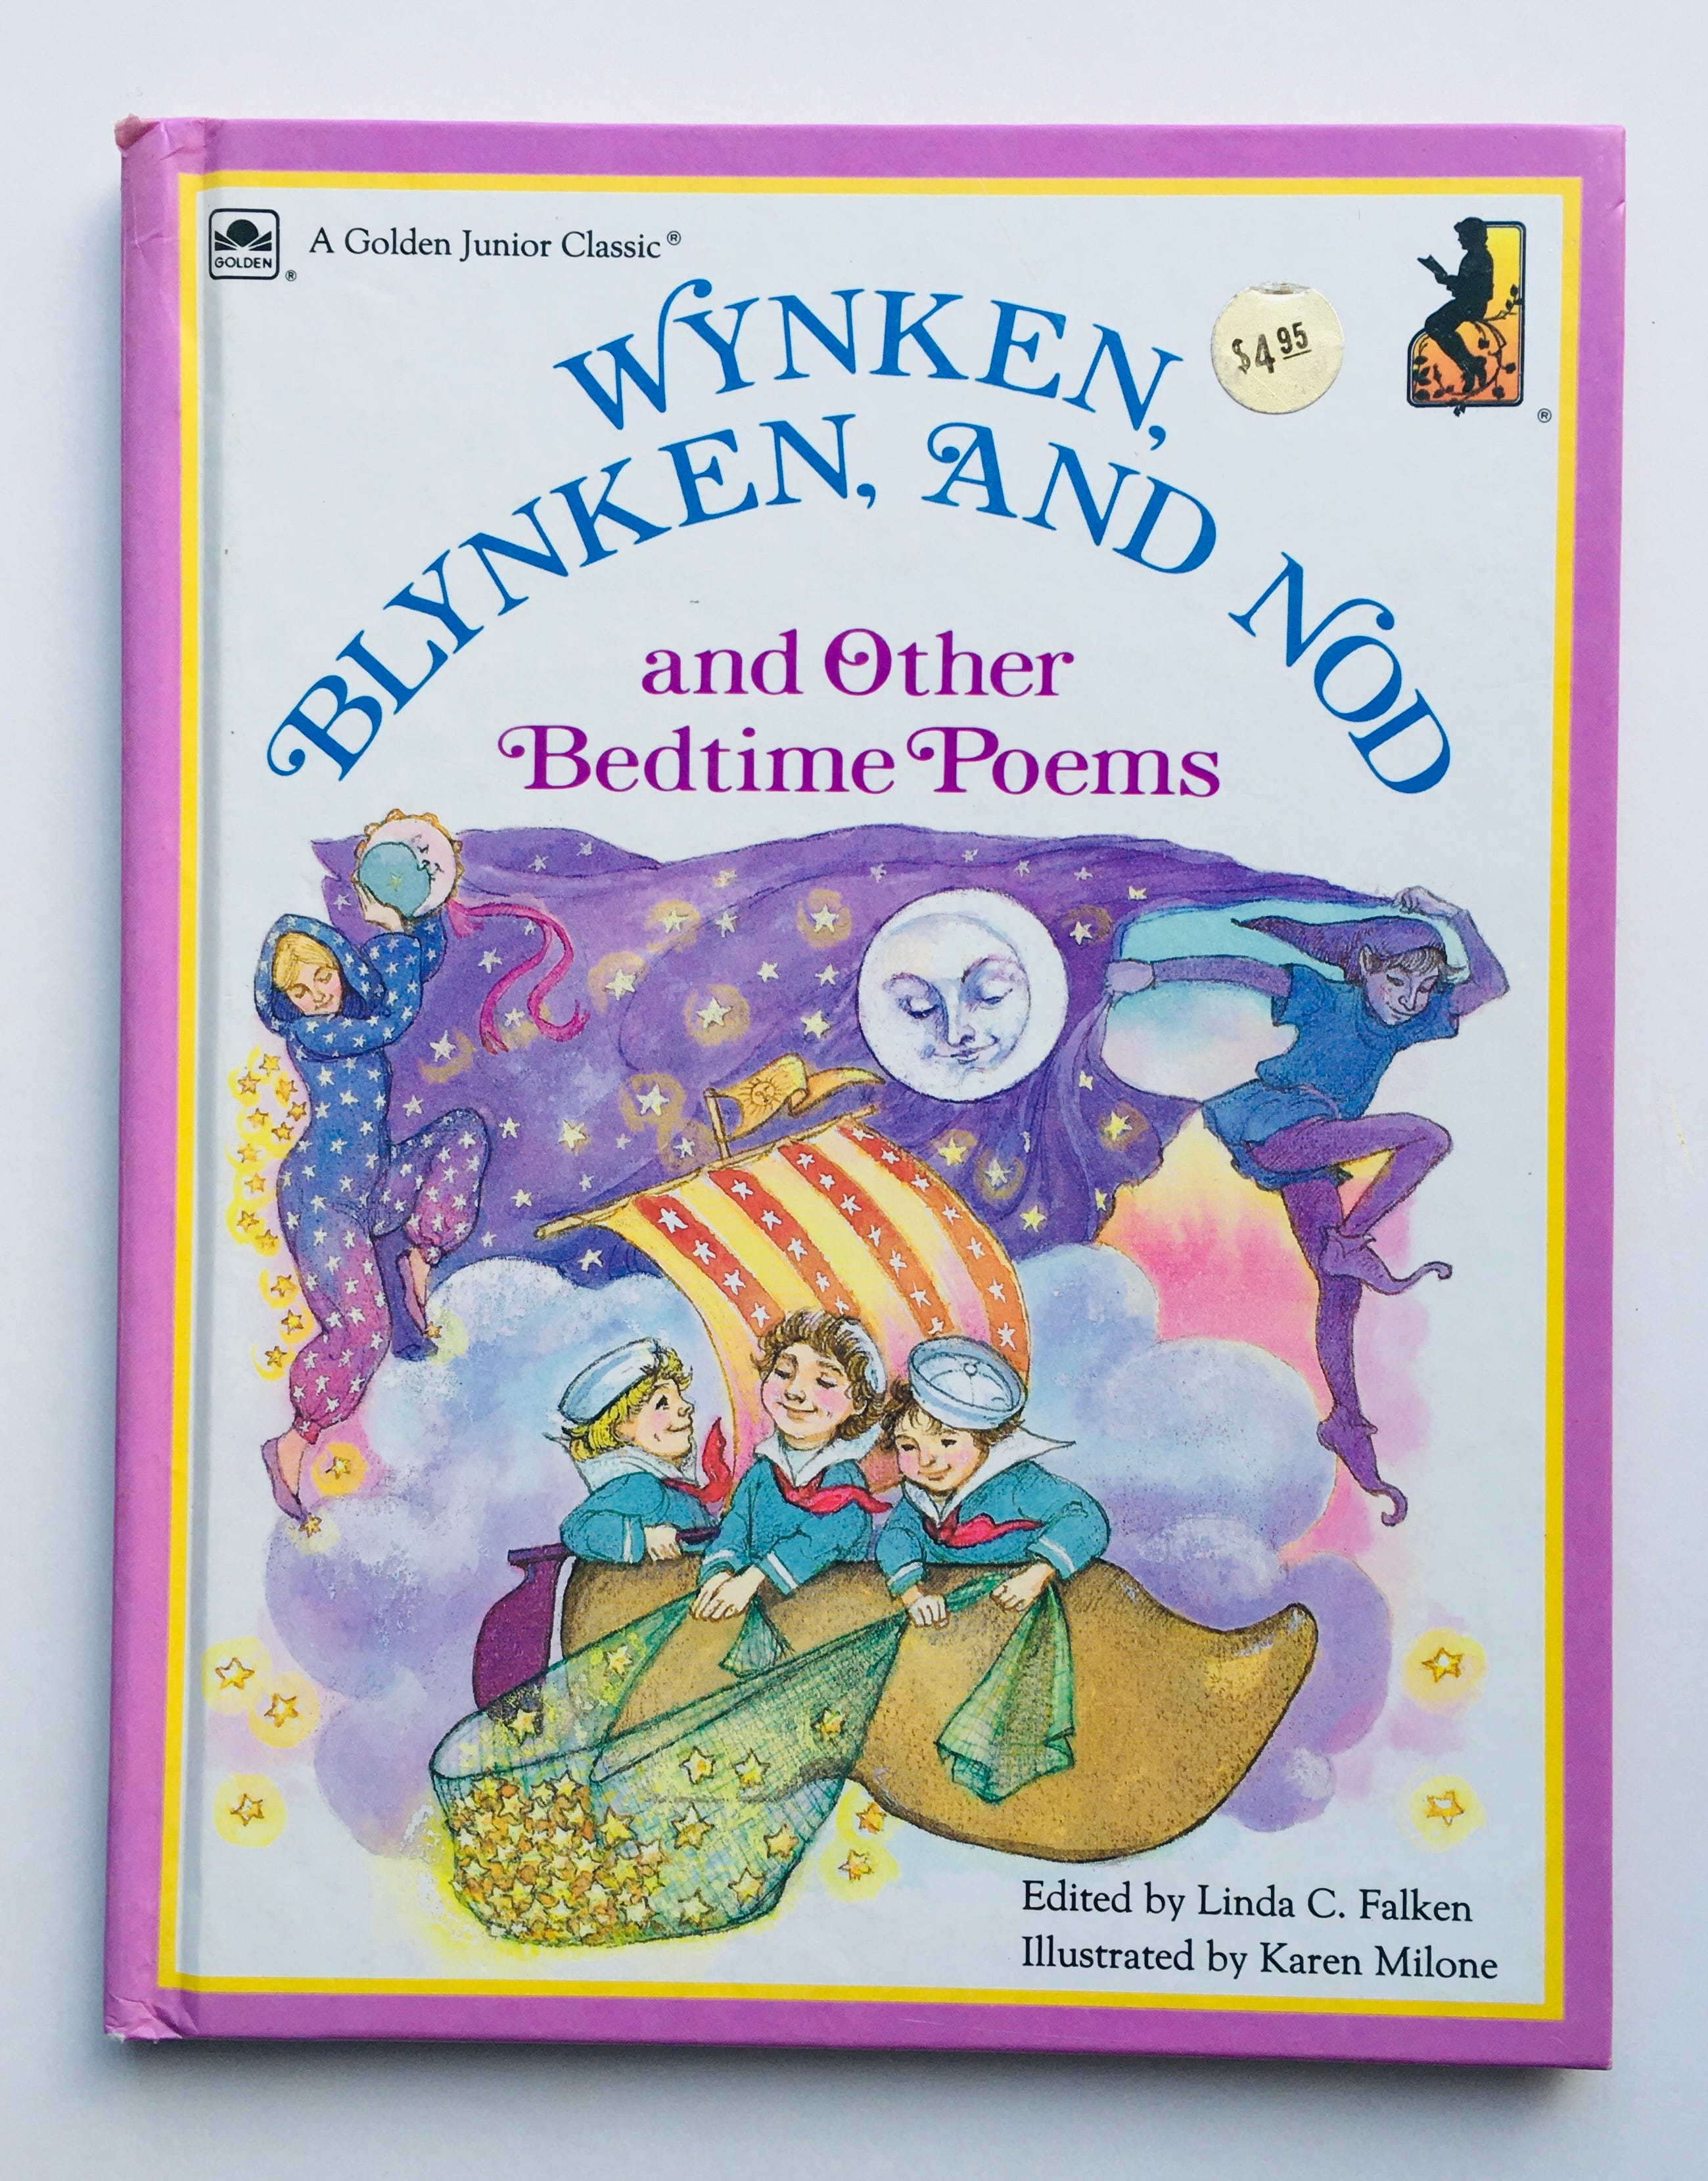 GOLDEN ®
A Golden Junior Classic®
WYNKEN,
BLYNKEN, AND NOD
and Other
Bedtime Poems
$4 95
®
Edited by Linda C. Falken
Illustrated by Karen Milone